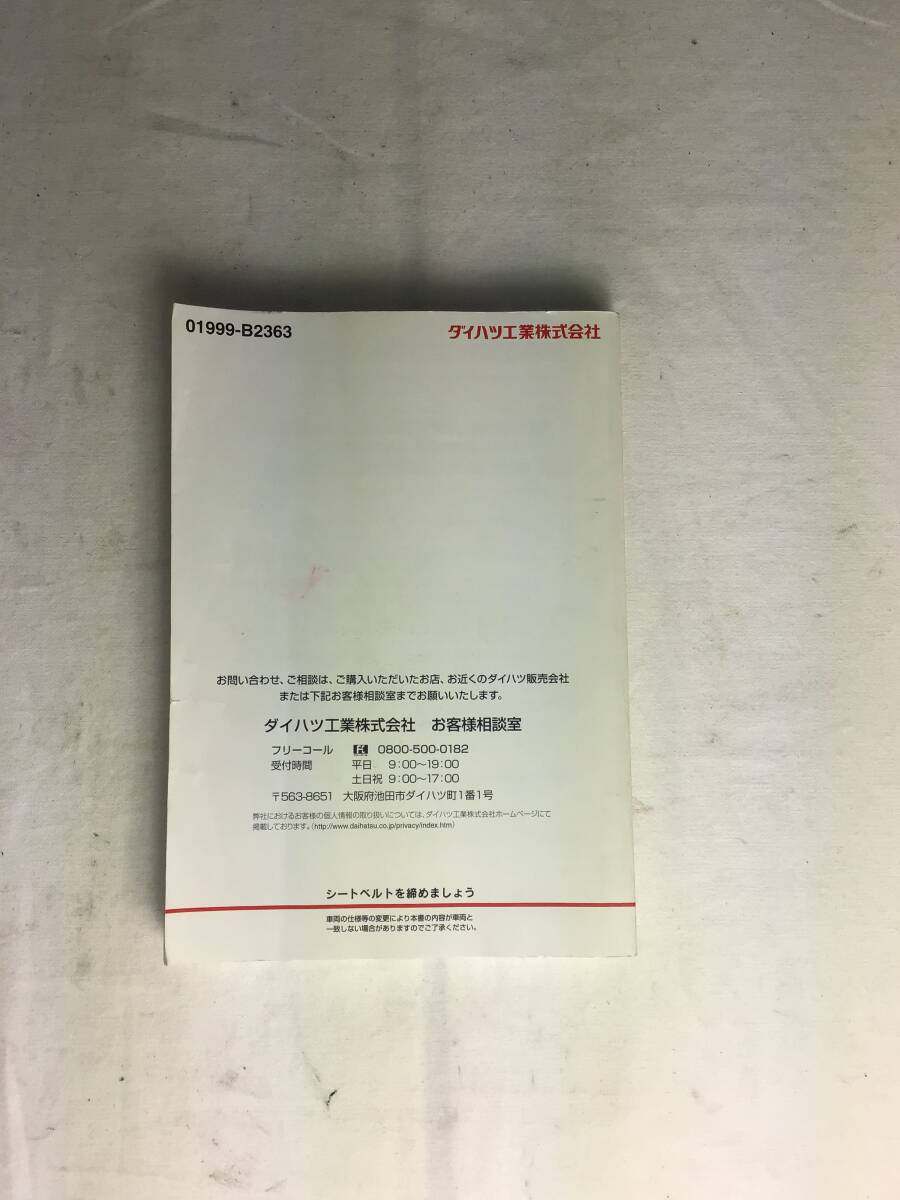 01999-B2363
ダイハツ工業株式会社
お問い合わせ、ご相談は、ご購入いただいたお店、お近くのダイハツ販売会社
または下記お客様相談室までお願いいたします。
ダイハツ工業株式会社 お客様相談室
フリーコール 0800-500-0182
受付時間 平日 9:00〜19:00
土日祝 9:00〜17:00
〒563-8651 大阪府池田市ダイハツ町1番1号
弊社におけるお客様の個人情報の取り扱いについては、ダイハツ工業株式会社ホームページにて
掲載しております。(http://www.daihatsu.co.jp/privacy/index.htm)
シートベルトを締めましょう
車両の仕様等の変更により本書の内容が車両と
一致しない場合がありますのでご了承ください。